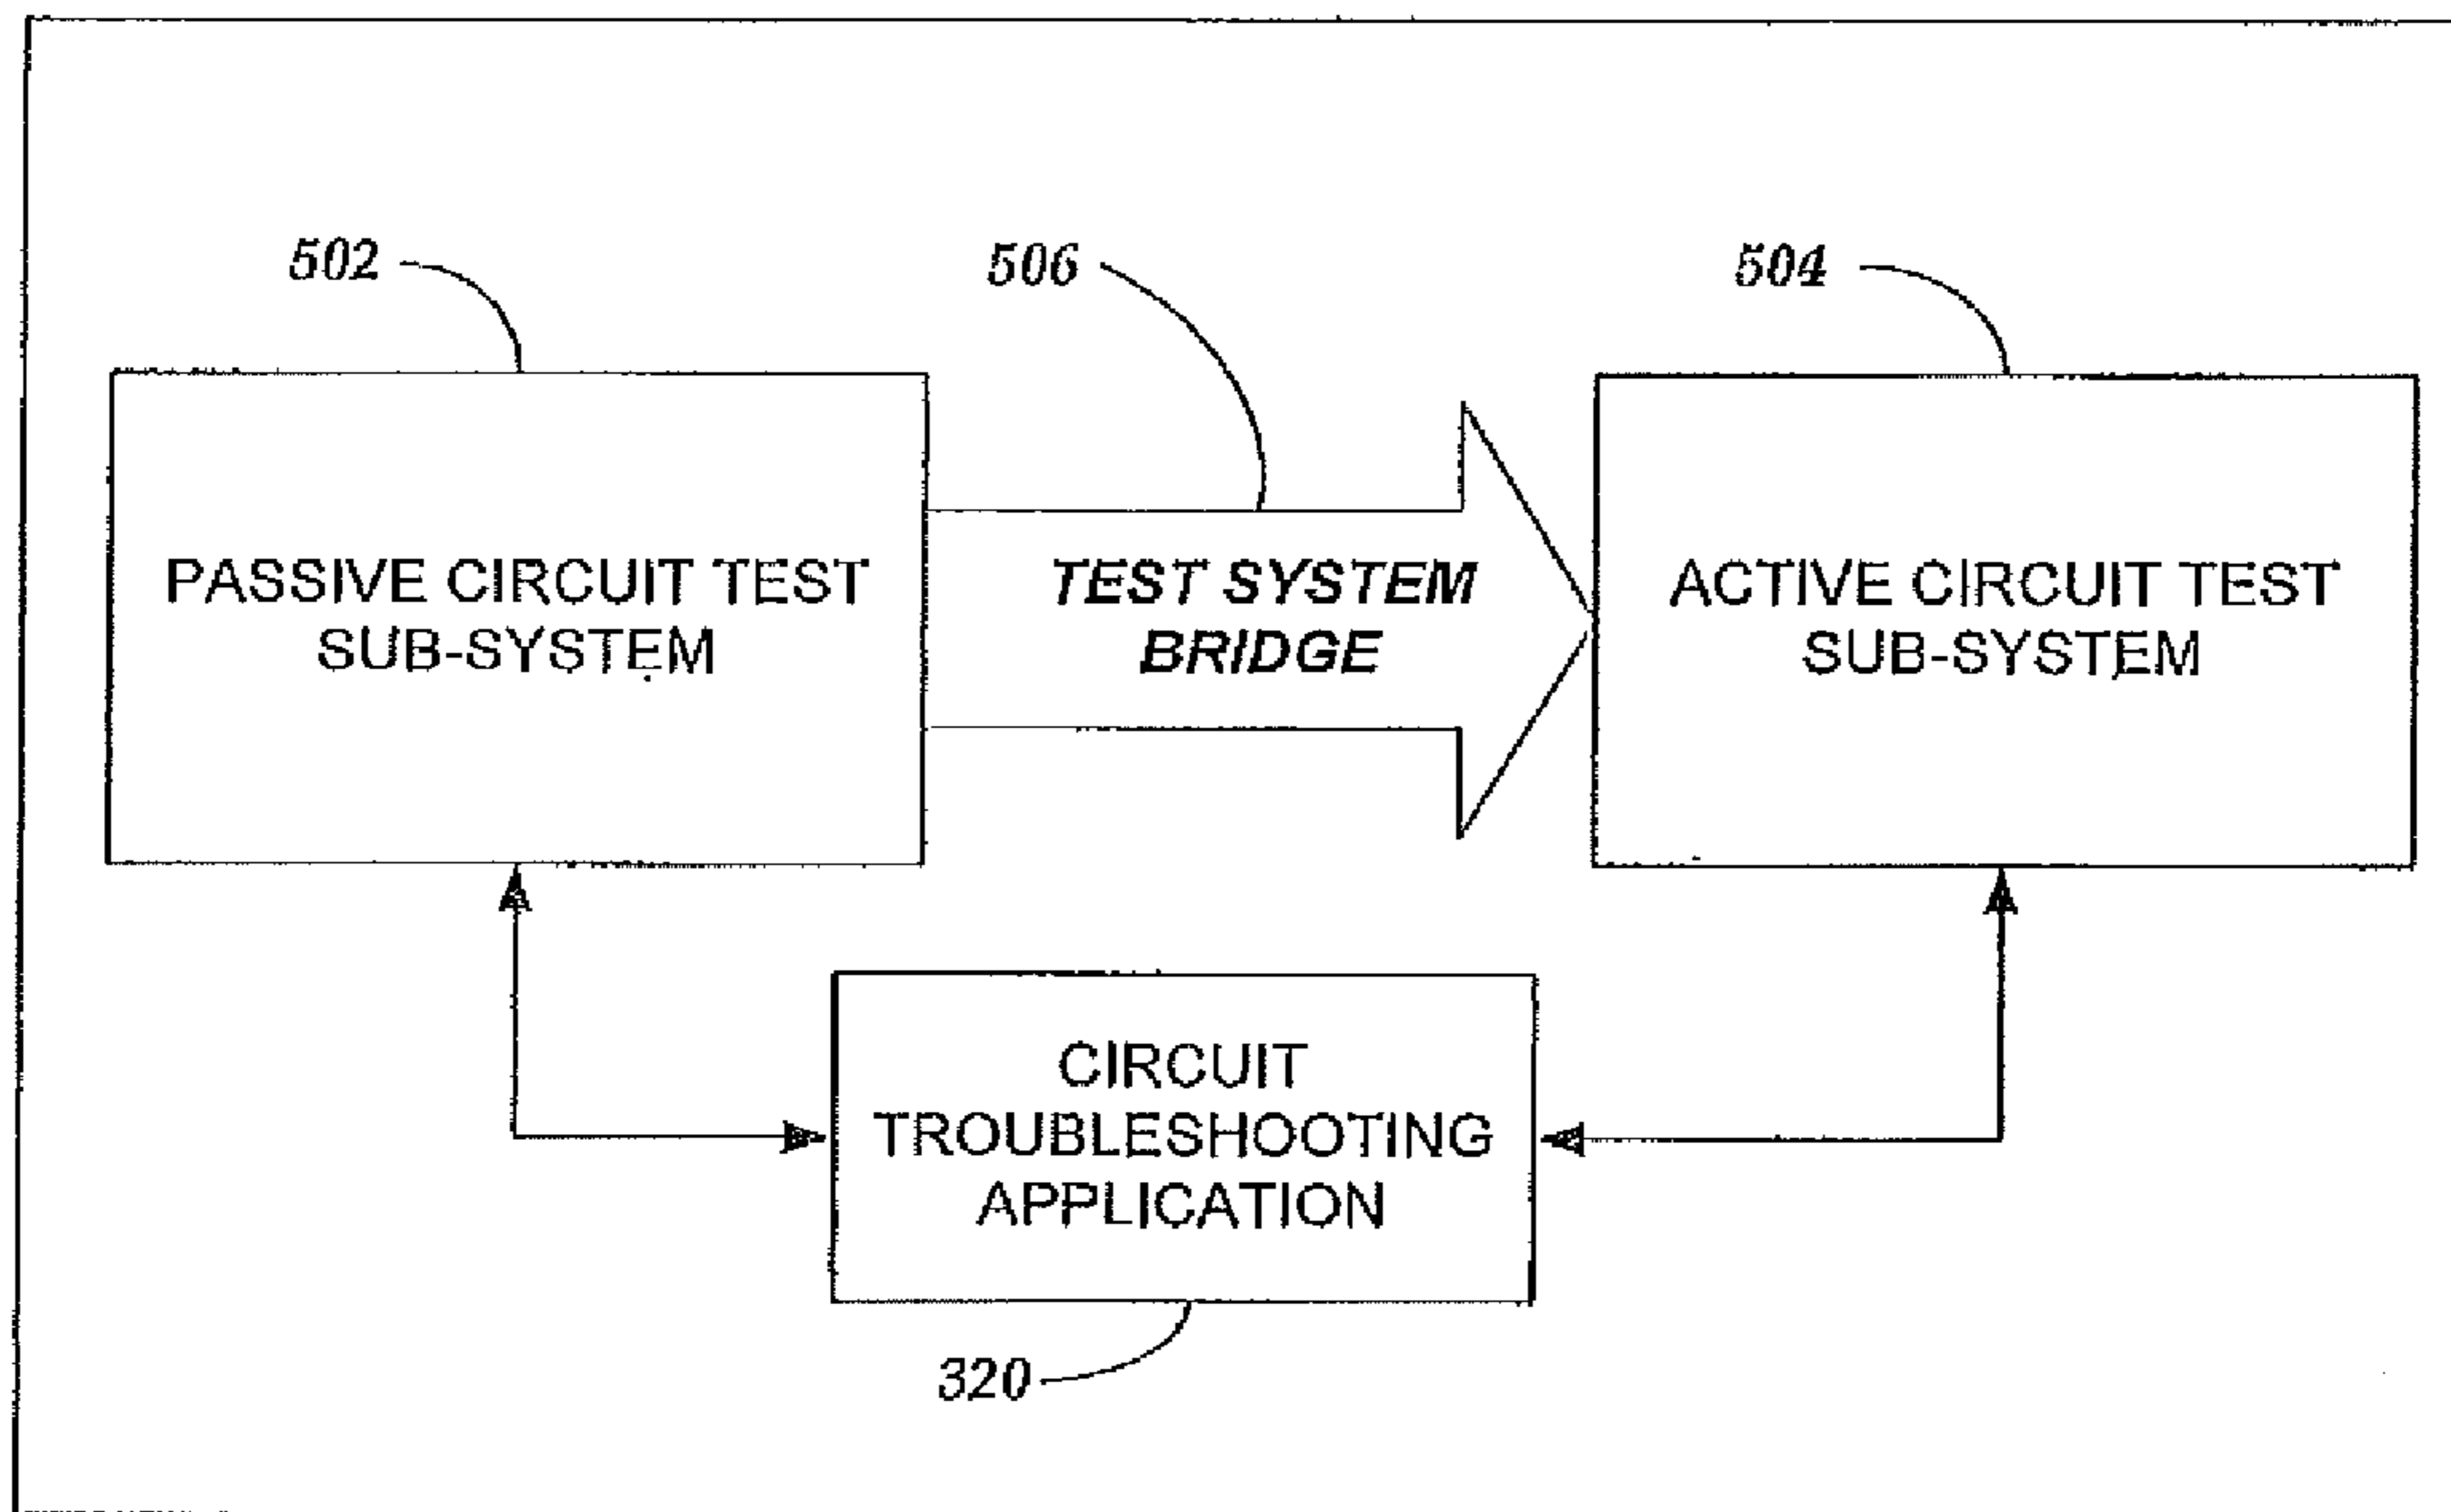 502
506
504
PASSIVE CIRCUIT TEST
SUB-SYSTEM
TEST SYSTEM
BRIDGE
ACTIVE CIRCUIT TEST
SUB-SYSTEM
CIRCUIT
TROUBLESHOOTING
APPLICATION
320